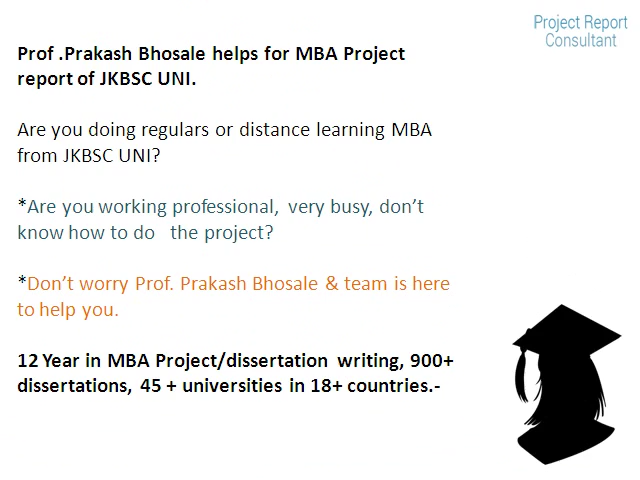 Project Report
Consultant
Prof .Prakash Bhosale helps for MBA Project
report of JKBSC UNI.
Are you doing regulars or distance learning MBA
from JKBSC UNI?
*Are you working professional, very busy, don't
know how to do the project?
*Don't worry Prof. Prakash Bhosale & team is here
to help you.
12 Year in MBA Project/dissertation writing, 900+
dissertations, 45 + universities in 18+ countries.-